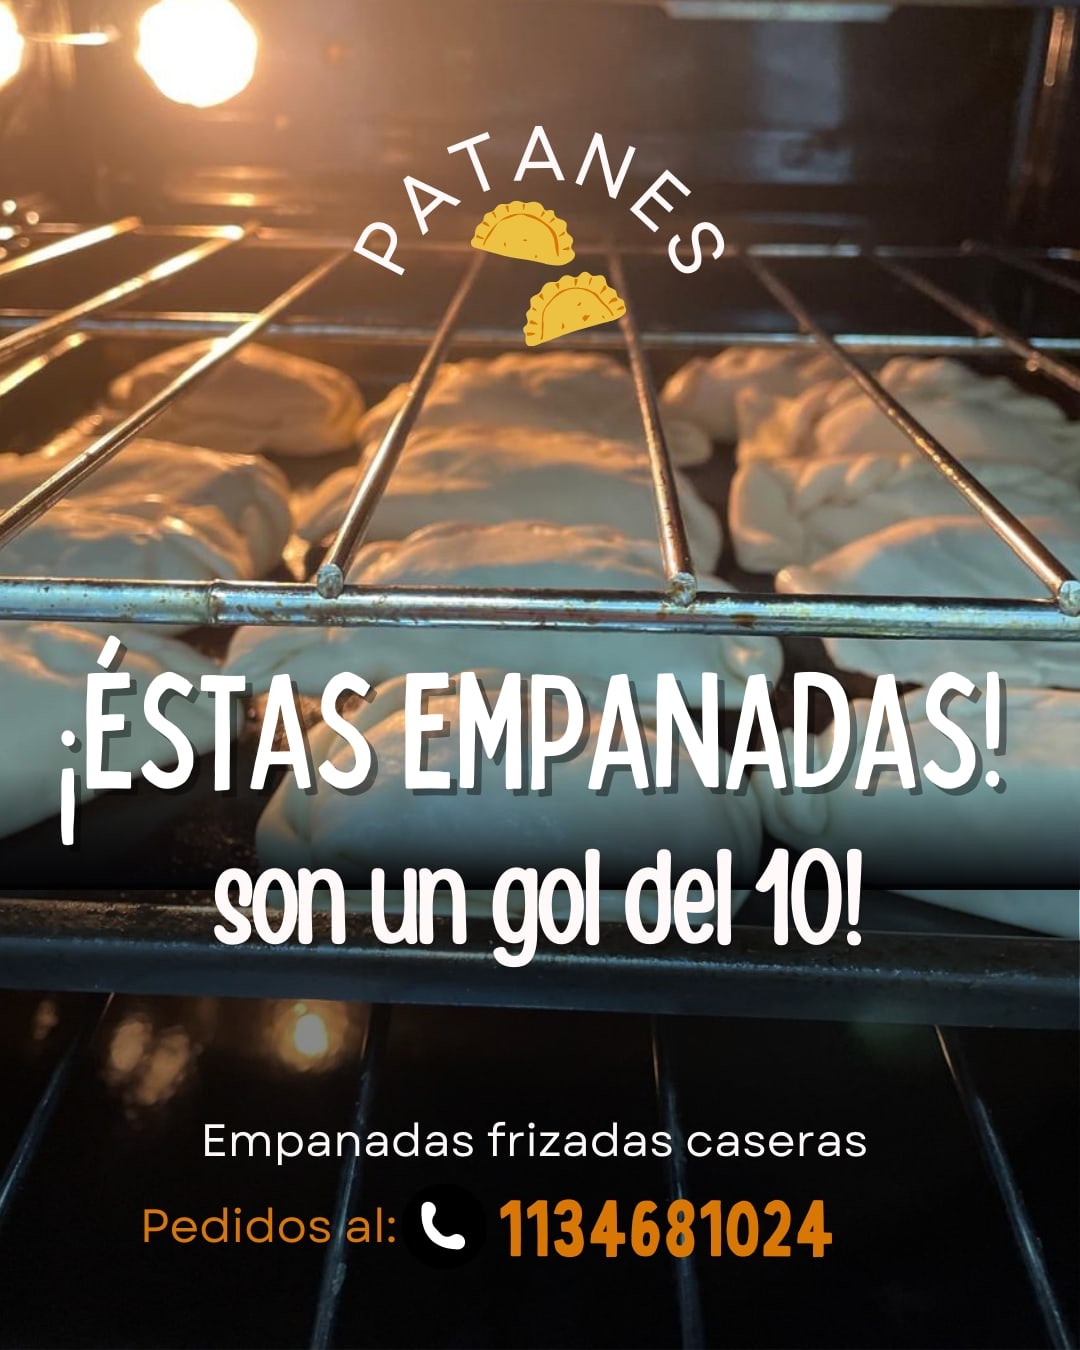 PATANES
¡ÉSTAS EMPANADAS!
son un gol del 10!
Empanadas frizadas caseras
Pedidos al: 1134681024